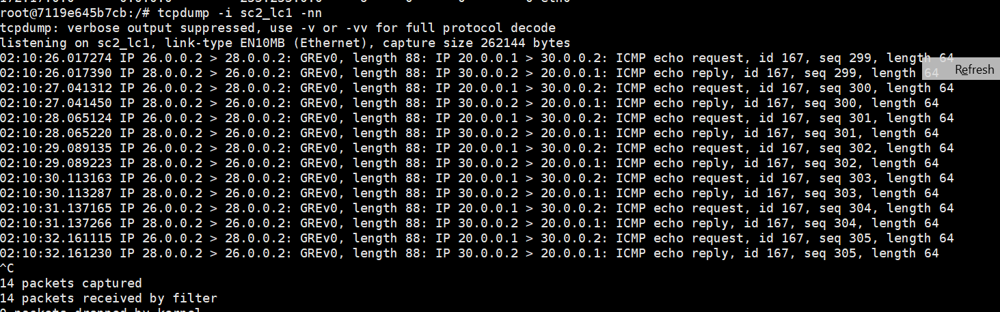 root@7119e645b7cb:/# tcpdump -i sc2_lc1 -nn
tcpdump: verbose output suppressed, use -v or -vv for full protocol decode
listening on sc2_lc1, link-type EN10MB (Ethernet), capture size 262144 bytes
02:10:26.017274 IP 26.0.0.2 > 28.0.0.2: GREv0, length 88: IP 20.0.0.1 > 30.0.0.2: ICMP echo request, id 167, seq 299, length 64
02:10:26.017390 IP 28.0.0.2 > 26.0.0.2: GREv0, length 88: IP 30.0.0.2 > 20.0.0.1: ICMP echo reply, id 167, seq 299, length 64
Refresh
02:10:27.041312 IP 26.0.0.2 > 28.0.0.2: GREv0, length 88: IP 20.0.0.1 > 30.0.0.2: ICMP echo request, id 167, seq 300, length 64
02:10:27.041450 IP 28.0.0.2 > 26.0.0.2: GREv0, length 88: IP 30.0.0.2 > 20.0.0.1: ICMP echo reply, id 167, seq 300, length 64
02:10:28.065124 IP 26.0.0.2 > 28.0.0.2: GREv0, length 88: IP 20.0.0.1 > 30.0.0.2: ICMP echo request, id 167, seq 301, length 64
02:10:28.065220 IP 28.0.0.2 > 26.0.0.2: GREv0, length 88: IP 30.0.0.2 > 20.0.0.1: ICMP echo reply, id 167, seq 301, length 64
02:10:29.089135 IP 26.0.0.2 > 28.0.0.2: GREv0, length 88: IP 20.0.0.1 > 30.0.0.2: ICMP echo request, id 167, seq 302, length 64
02:10:29.089223 IP 28.0.0.2 > 26.0.0.2: GREv0, length 88: IP 30.0.0.2 > 20.0.0.1: ICMP echo reply, id 167, seq 302, length 64
02:10:30.113163 IP 26.0.0.2 > 28.0.0.2: GREv0, length 88: IP 20.0.0.1 > 30.0.0.2: ICMP echo request, id 167, seq 303, length 64
02:10:30.113287 IP 28.0.0.2 > 26.0.0.2: GREv0, length 88: IP 30.0.0.2 > 20.0.0.1: ICMP echo reply, id 167, seq 303, length 64
02:10:31.137165 IP 26.0.0.2 > 28.0.0.2: GREv0, length 88: IP 20.0.0.1 > 30.0.0.2: ICMP echo request, id 167, seq 304, length 64
02:10:31.137266 IP 28.0.0.2 > 26.0.0.2: GREv0, length 88: IP 30.0.0.2 > 20.0.0.1: ICMP echo reply, id 167, seq 304, length 64
02:10:32.161115 IP 26.0.0.2 > 28.0.0.2: GREv0, length 88: IP 20.0.0.1 > 30.0.0.2: ICMP echo request, id 167, seq 305, length 64
02:10:32.161230 IP 28.0.0.2 > 26.0.0.2: GREv0, length 88: IP 30.0.0.2 > 20.0.0.1: ICMP echo reply, id 167, seq 305, length 64
^C
14 packets captured
14 packets received by filter
0 packets dropped by kernel